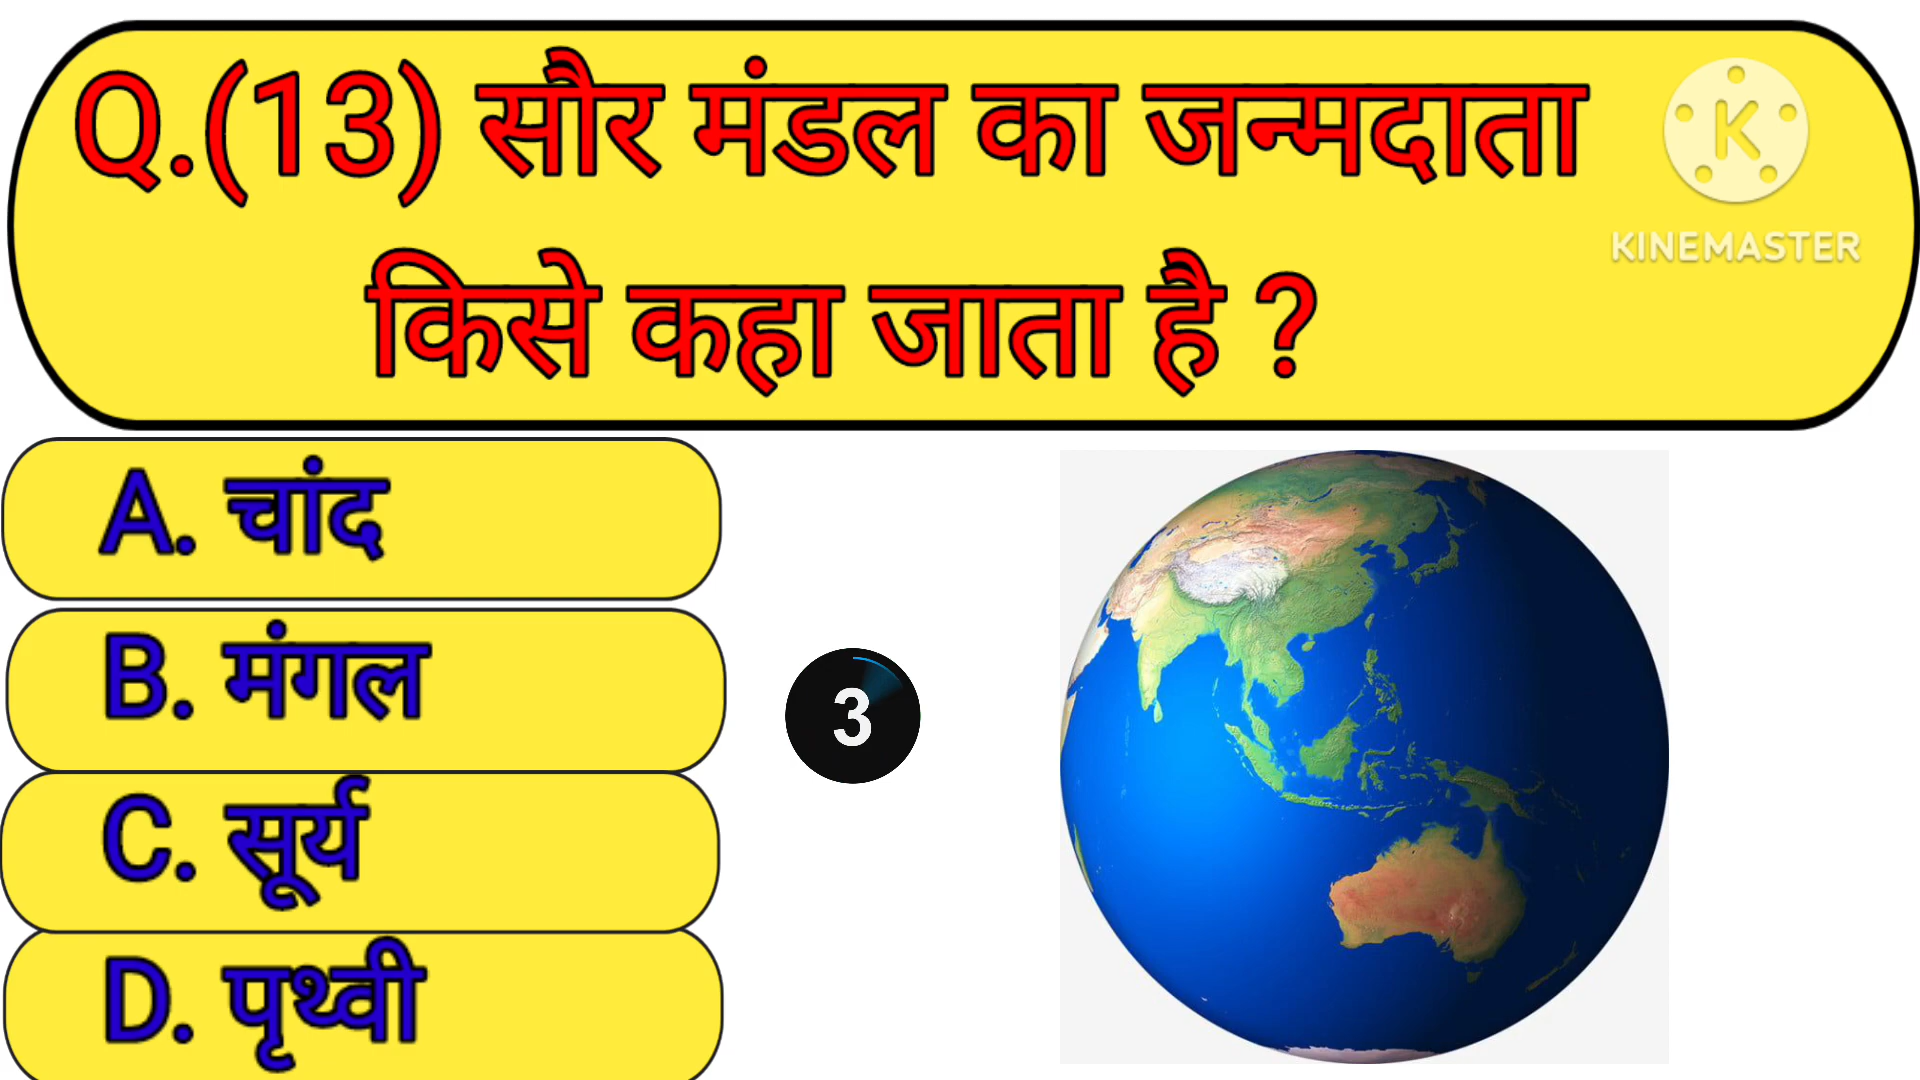 Q.(13) सौर मंडल का जन्मदाता
किसे कहा जाता है ?
K
KINEMASTER
A. चांद
B. मंगल
3
C. सूर्य
D. पृथ्वी